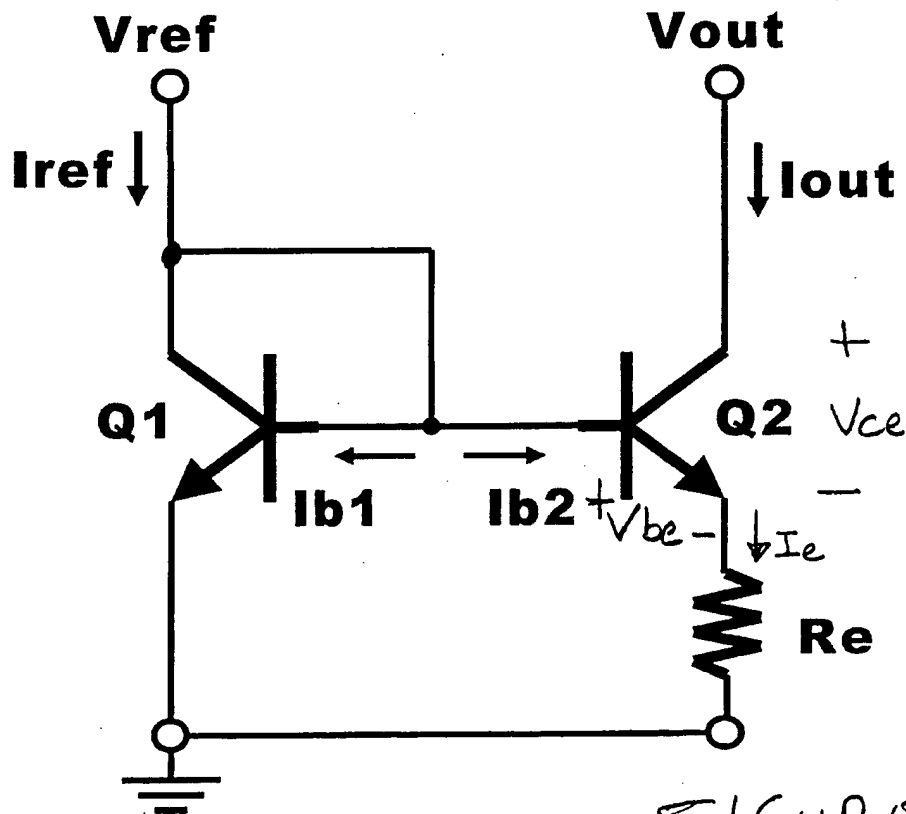 Vref Vout
Iref Iout
+
Q1 Q2 Vce
Ib1 Ib2 + Vbe - Ie
-
Re